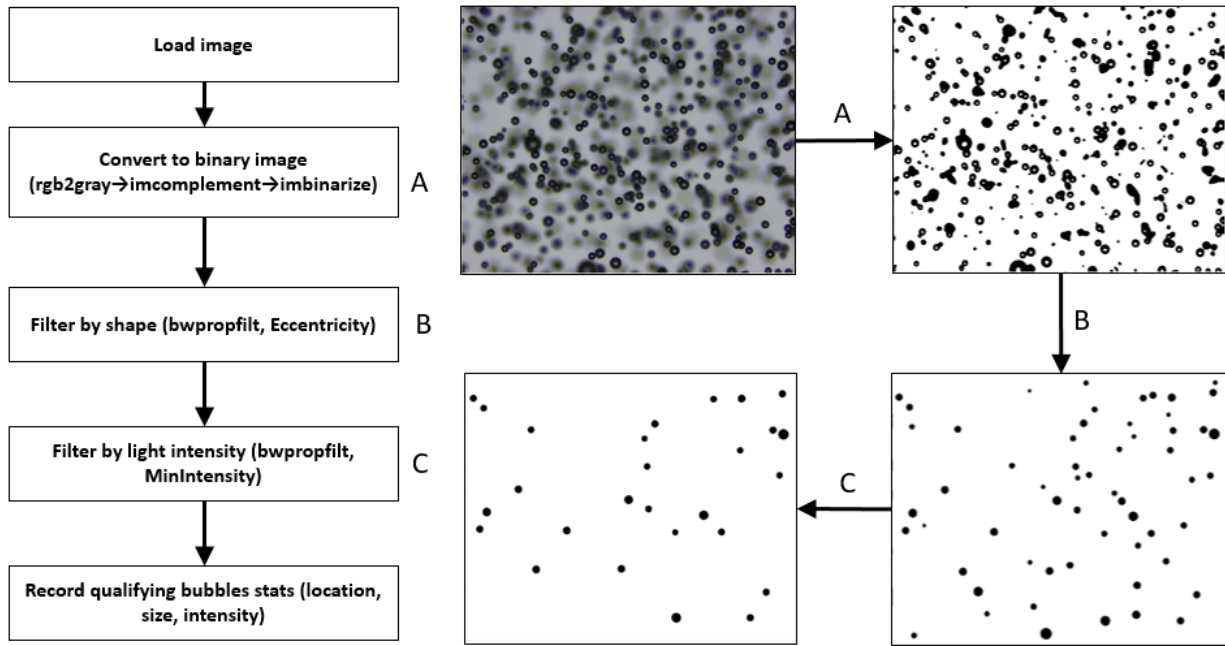 Load image
Convert to binary image
(rgb2gray→imcomplement→imbinarize)
A
Filter by shape (bwpropfilt, Eccentricity)
B
Filter by light intensity (bwpropfilt,
MinIntensity)
C
Record qualifying bubbles stats (location,
size, intensity)
A
B
C